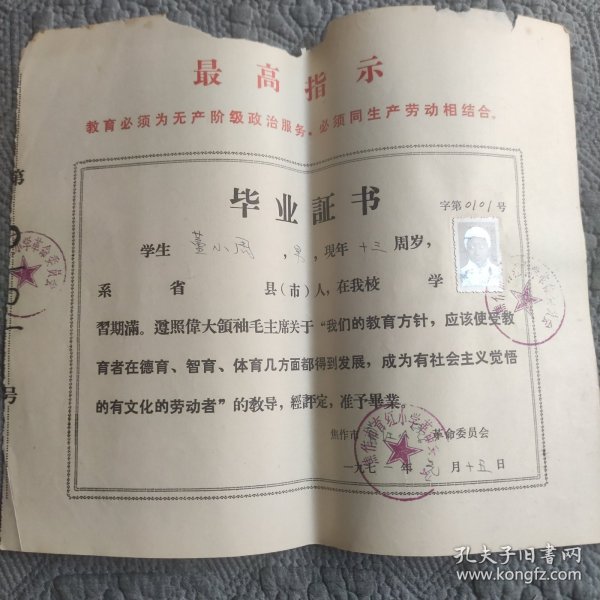 最高指示
教育必须为无产阶级政治服务，必须同生产劳动相结合。
毕业証书
字第0101号
学生 董小 ，男，现年十三周岁，
系 省 县(市)人，在我校 学
習期滿。遵照偉大領袖毛主席关于“我们的教育方针，应该使受教
育者在德育、智育、体育几方面都得到发展，成为有社会主义觉悟
的有文化的劳动者”的教导，經評定，准予畢業。
焦作市 革命委员会
一九七一年 月十五日
第
号
孔夫子旧书网
www.kongfz.com